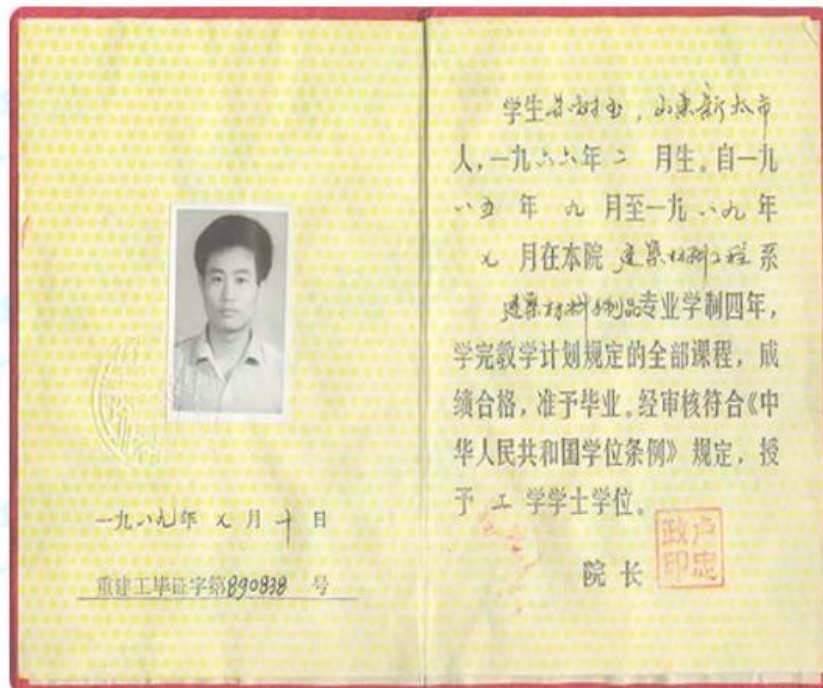 一九八九年 七 月 十 日
重建工毕证字第890838 号
学生苏树玉，山东新太市
人，一九六六年 二 月生。自一九
八五 年 九 月至一九八九年
七 月在本院 建筑材料工程 系
建筑材料制品专业学制四年，
学完教学计划规定的全部课程，成
绩合格，准予毕业。经审核符合《中
华人民共和国学位条例》规定，授
予 工 学学士学位。
院 长
卢忠
政印